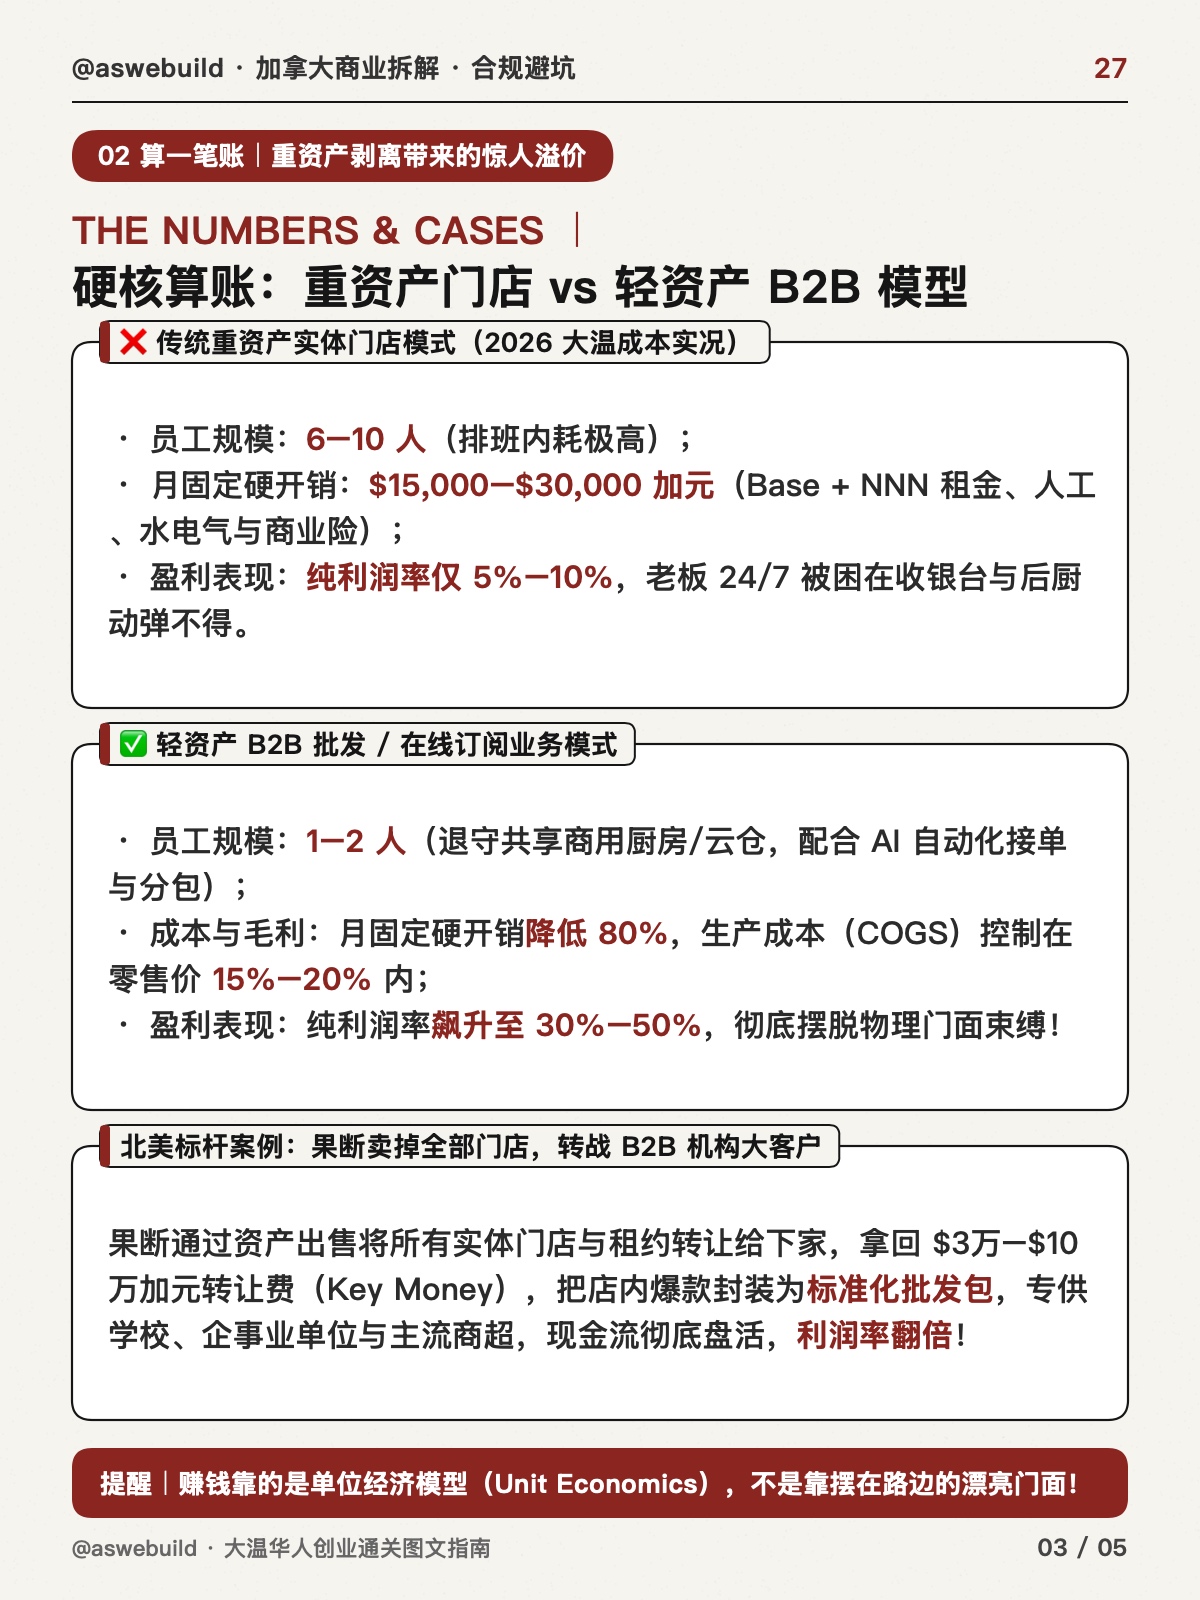 @aswebuild · 加拿大商业拆解 · 合规避坑
27
02 算一笔账｜重资产剥离带来的惊人溢价
THE NUMBERS & CASES ｜
硬核算账：重资产门店 vs 轻资产 B2B 模型
❌ 传统重资产实体门店模式（2026 大温成本实况）
· 员工规模：6—10 人（排班内耗极高）；
· 月固定硬开销：$15,000—$30,000 加元（Base + NNN 租金、人工
、水电气与商业险）；
· 盈利表现：纯利润率仅 5%—10%，老板 24/7 被困在收银台与后厨
动弹不得。
✅ 轻资产 B2B 批发 / 在线订阅业务模式
· 员工规模：1—2 人（退守共享商用厨房/云仓，配合 AI 自动化接单
与分包）；
· 成本与毛利：月固定硬开销降低 80%，生产成本（COGS）控制在
零售价 15%—20% 内；
· 盈利表现：纯利润率飙升至 30%—50%，彻底摆脱物理门面束缚！
北美标杆案例：果断卖掉全部门店，转战 B2B 机构大客户
果断通过资产出售将所有实体门店与租约转让给下家，拿回 $3万—$10
万加元转让费（Key Money），把店内爆款封装为标准化批发包，专供
学校、企事业单位与主流商超，现金流彻底盘活，利润率翻倍！
提醒｜赚钱靠的是单位经济模型（Unit Economics），不是靠摆在路边的漂亮门面！
@aswebuild · 大温华人创业通关图文指南
03 / 05